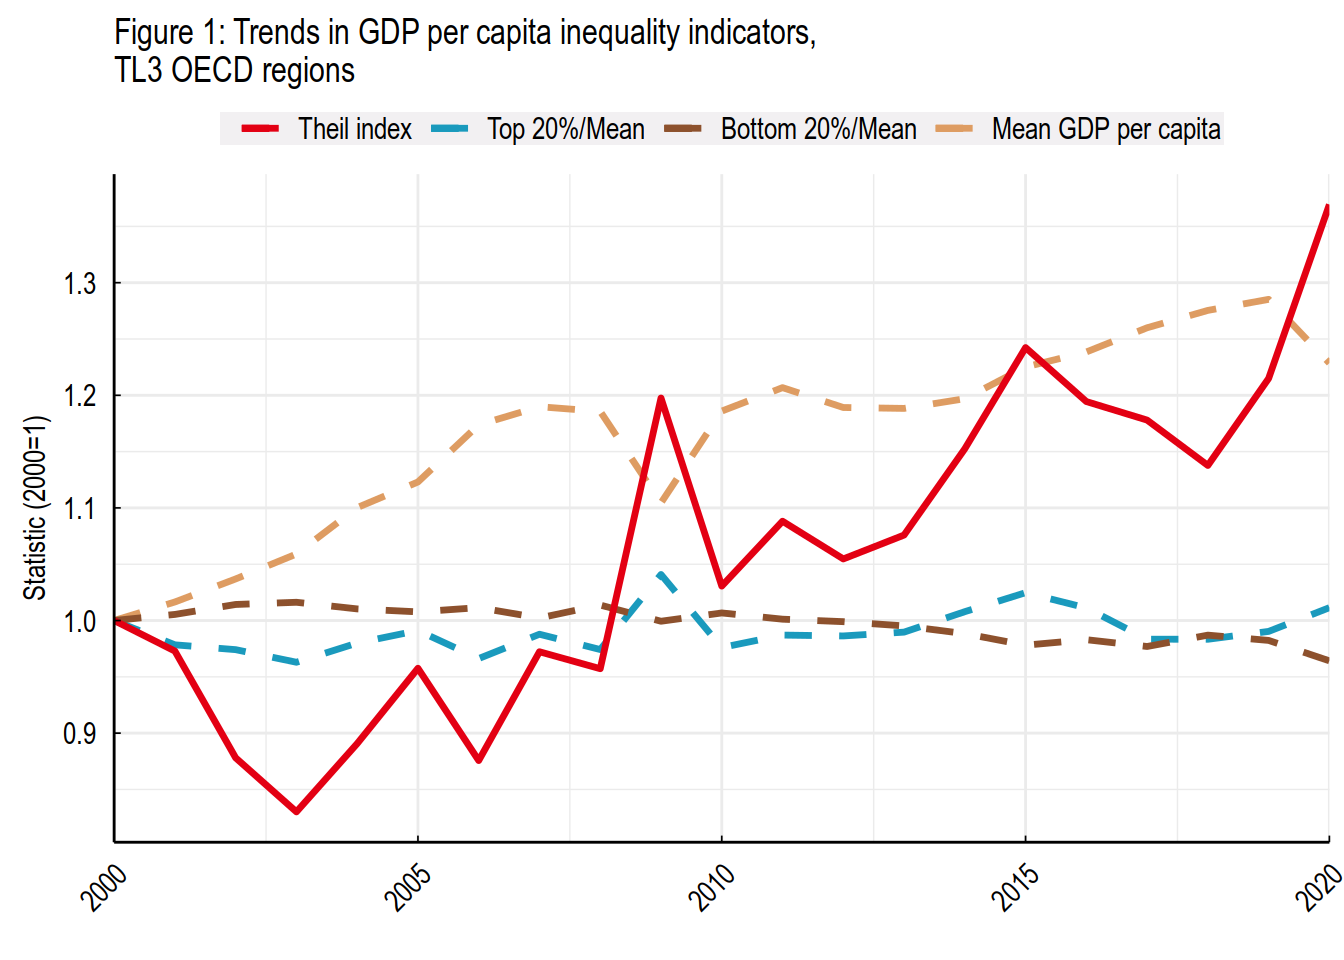 Figure 1: Trends in GDP per capita inequality indicators,
TL3 OECD regions
Theil index Top 20%/Mean Bottom 20%/Mean Mean GDP per capita
Statistic (2000=1)
1.3
1.2
1.1
1.0
0.9
2000 2005 2010 2015 2020